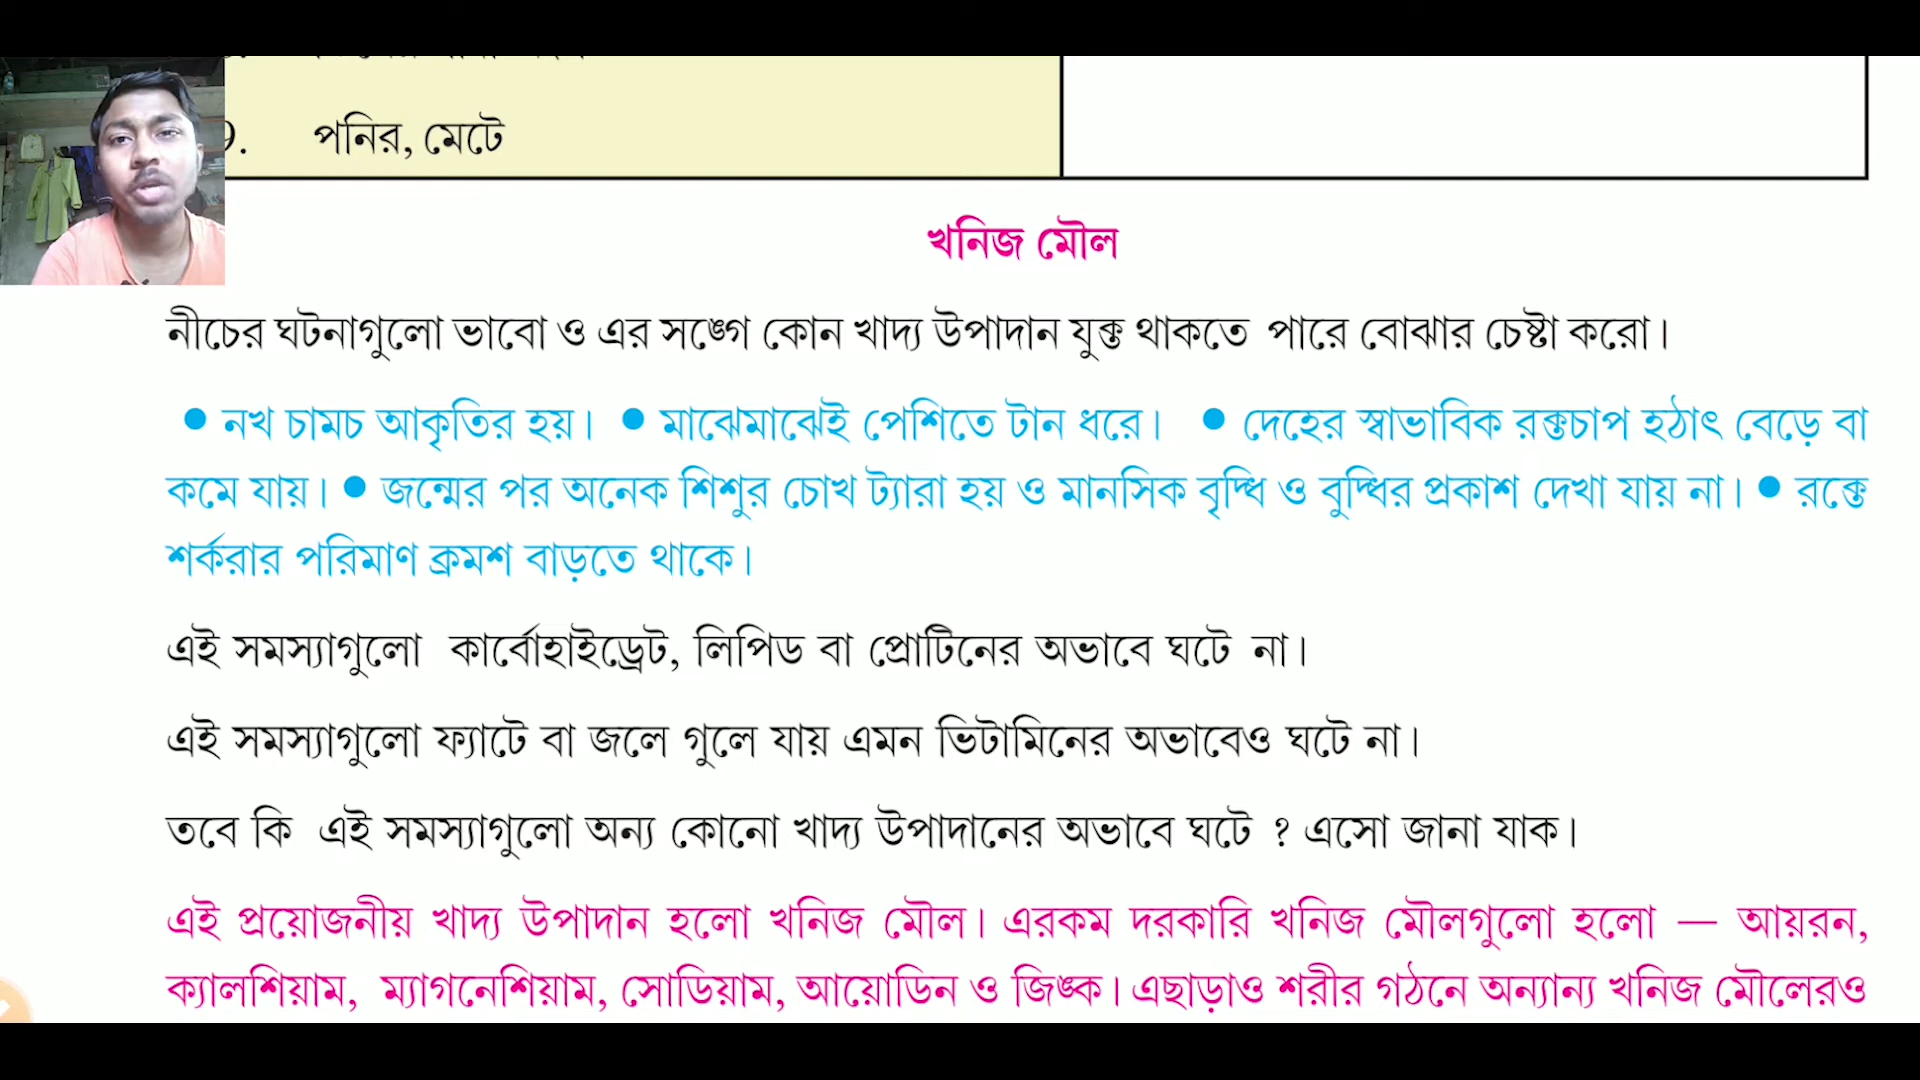 9. পনির, মেটে
খনিজ মৌল
নীচের ঘটনাগুলো ভাবো ও এর সঙ্গে কোন খাদ্য উপাদান যুক্ত থাকতে পারে বোঝার চেষ্টা করো।
● নখ চামচ আকৃতির হয়। ● মাঝেমাঝেই পেশিতে টান ধরে। ● দেহের স্বাভাবিক রক্তচাপ হঠাৎ বেড়ে বা
কমে যায়। ● জন্মের পর অনেক শিশুর চোখ ট্যারা হয় ও মানসিক বৃদ্ধি ও বুদ্ধির প্রকাশ দেখা যায় না। ● রক্তে
শর্করার পরিমাণ ক্রমশ বাড়তে থাকে।
এই সমস্যাগুলো কার্বোহাইড্রেট, লিপিড বা প্রোটিনের অভাবে ঘটে না।
এই সমস্যাগুলো ফ্যাটে বা জলে গুলে যায় এমন ভিটামিনের অভাবেও ঘটে না।
তবে কি এই সমস্যাগুলো অন্য কোনো খাদ্য উপাদানের অভাবে ঘটে ? এসো জানা যাক।
এই প্রয়োজনীয় খাদ্য উপাদান হলো খনিজ মৌল। এরকম দরকারি খনিজ মৌলগুলো হলো — আয়রন,
ক্যালশিয়াম, ম্যাগনেশিয়াম, সোডিয়াম, আয়োডিন ও জিঙ্ক। এছাড়াও শরীর গঠনে অন্যান্য খনিজ মৌলেরও